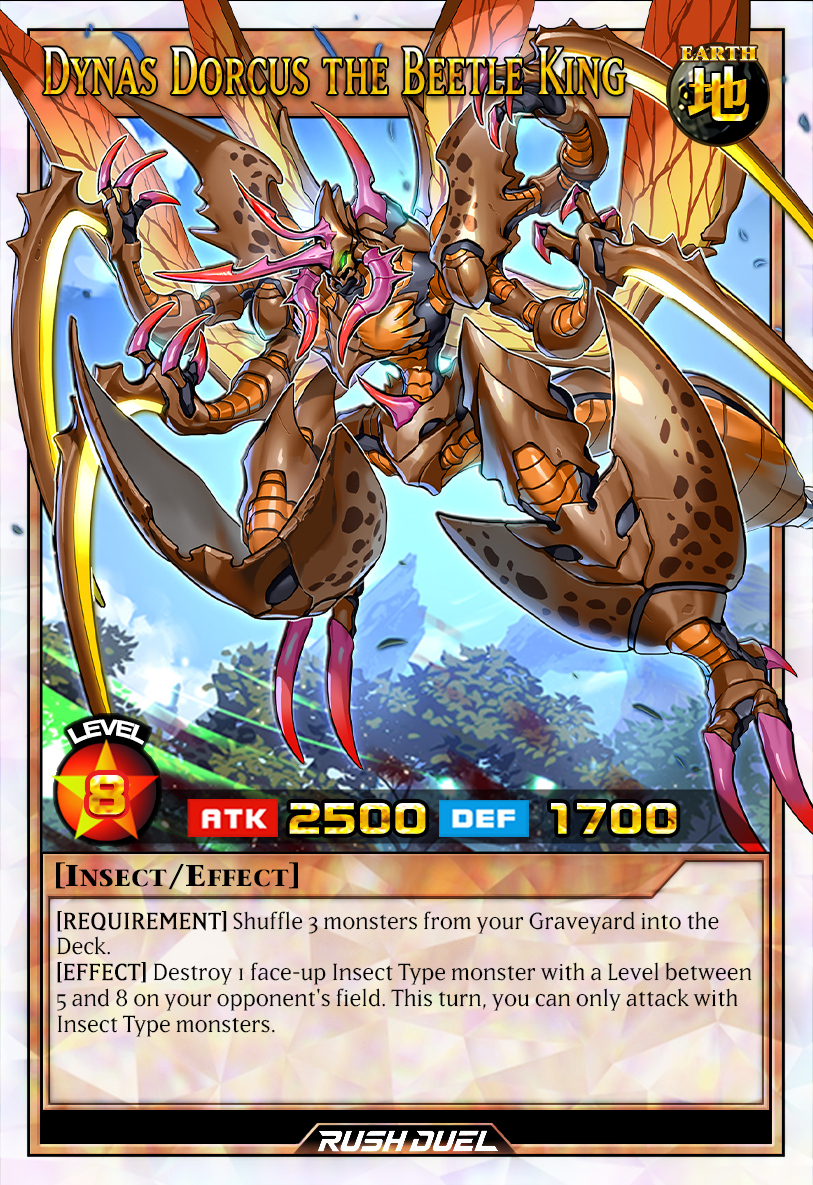 DYNAS DORCUS THE BEETLE KING
EARTH
地
LEVEL
8
ATK 2500 DEF 1700
[INSECT/EFFECT]
[REQUIREMENT] Shuffle 3 monsters from your Graveyard into the
Deck.
[EFFECT] Destroy 1 face-up Insect Type monster with a Level between
5 and 8 on your opponent's field. This turn, you can only attack with
Insect Type monsters.
RUSH DUEL